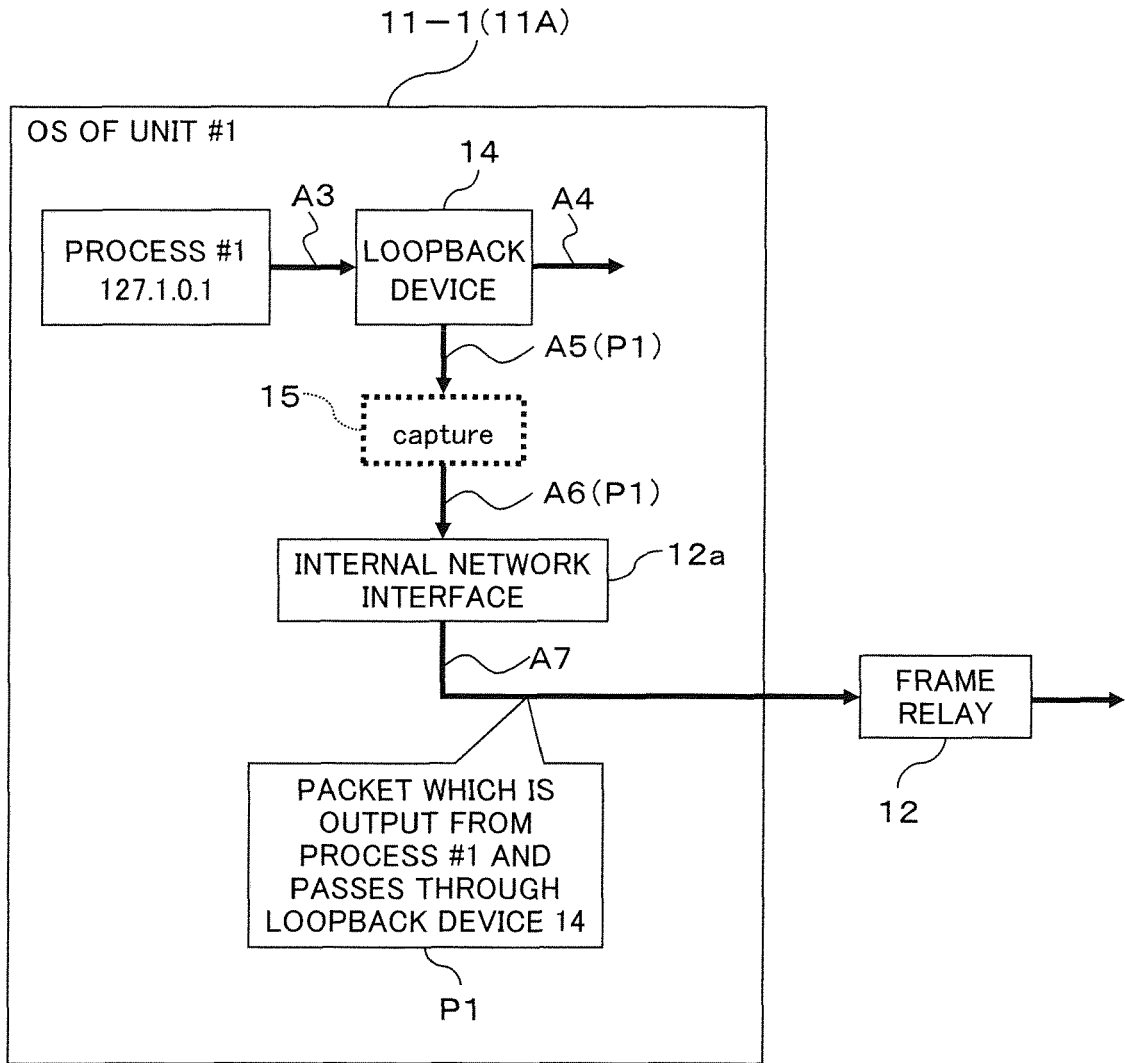 11-1(11A)
OS OF UNIT #1
14
A3
A4
PROCESS #1
127.1.0.1
LOOPBACK
DEVICE
A5(P1)
15
capture
A6(P1)
INTERNAL NETWORK
INTERFACE
12a
A7
FRAME
RELAY
12
PACKET WHICH IS
OUTPUT FROM
PROCESS #1 AND
PASSES THROUGH
LOOPBACK DEVICE 14
P1